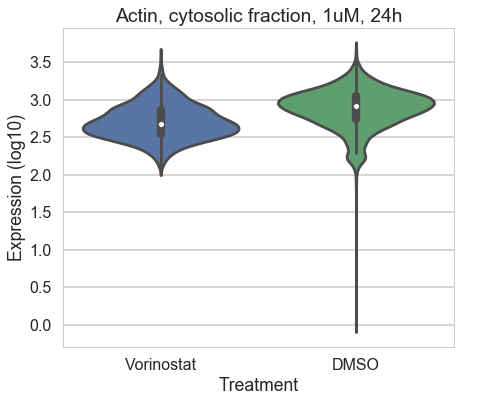 Actin, cytosolic fraction, 1uM, 24h
Expression (log10)
3.5
3.0
2.5
2.0
1.5
1.0
0.5
0.0
Vorinostat
DMSO
Treatment